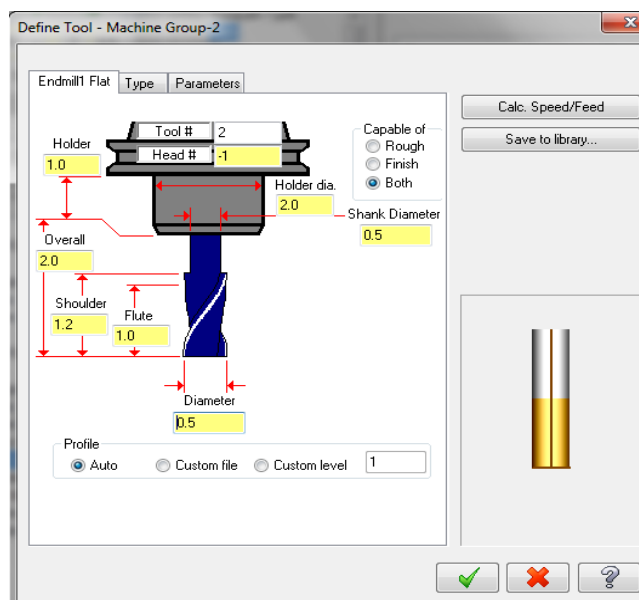 Define Tool - Machine Group-2
Endmill1 Flat Type Parameters
Calc. Speed/Feed
Save to library...
Tool # 2
Head # -1
Holder
1.0
Capable of
Rough
Finish
Both
Holder dia.
2.0
Shank Diameter
0.5
Overall
2.0
Shoulder
1.2
Flute
1.0
Diameter
0.5
Profile
Auto Custom file Custom level 1